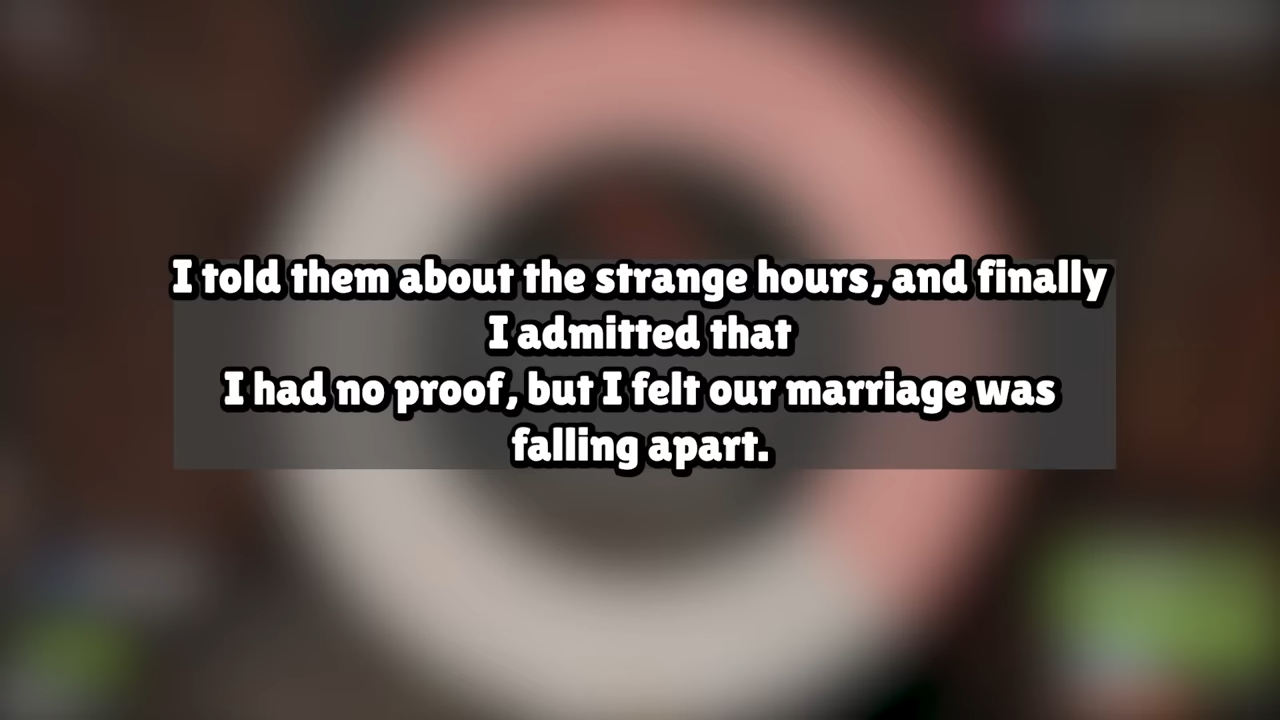 I told them about the strange hours, and finally
I admitted that
I had no proof, but I felt our marriage was
falling apart.